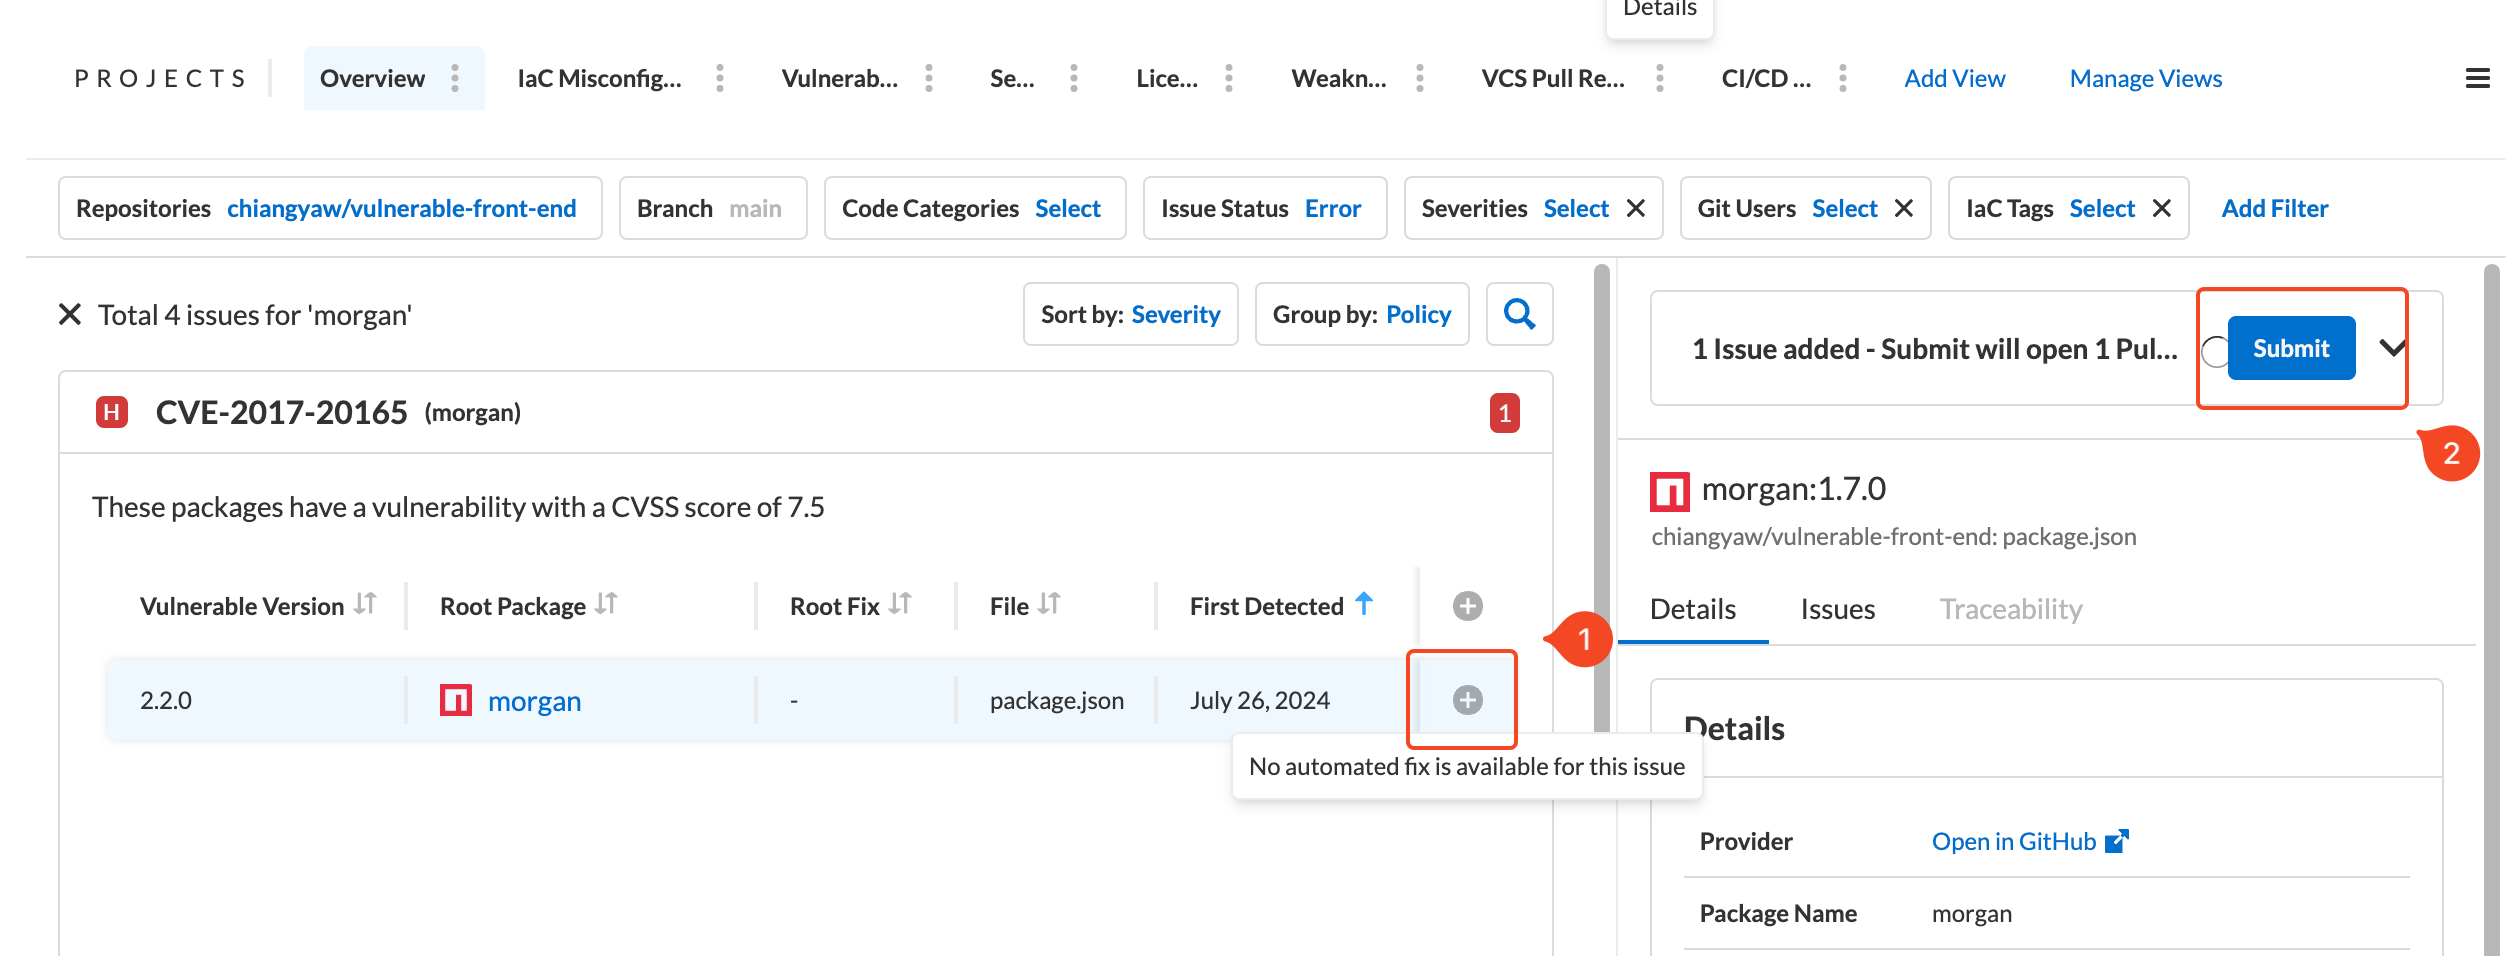 Details
PROJECTS Overview IaC Misconfig... Vulnerab... Se... Lice... Weakn... VCS Pull Re... CI/CD ... Add View Manage Views
Repositories chiangyaw/vulnerable-front-end Branch main Code Categories Select Issue Status Error Severities Select Git Users Select IaC Tags Select Add Filter
Total 4 issues for 'morgan' Sort by: Severity Group by: Policy
H CVE-2017-20165 (morgan) 1
These packages have a vulnerability with a CVSS score of 7.5
Vulnerable Version Root Package Root Fix File First Detected
1
2.2.0 morgan - package.json July 26, 2024
No automated fix is available for this issue
1 Issue added - Submit will open 1 Pul... Submit
2
morgan:1.7.0
chiangyaw/vulnerable-front-end: package.json
Details Issues Traceability
Details
Provider Open in GitHub
Package Name morgan